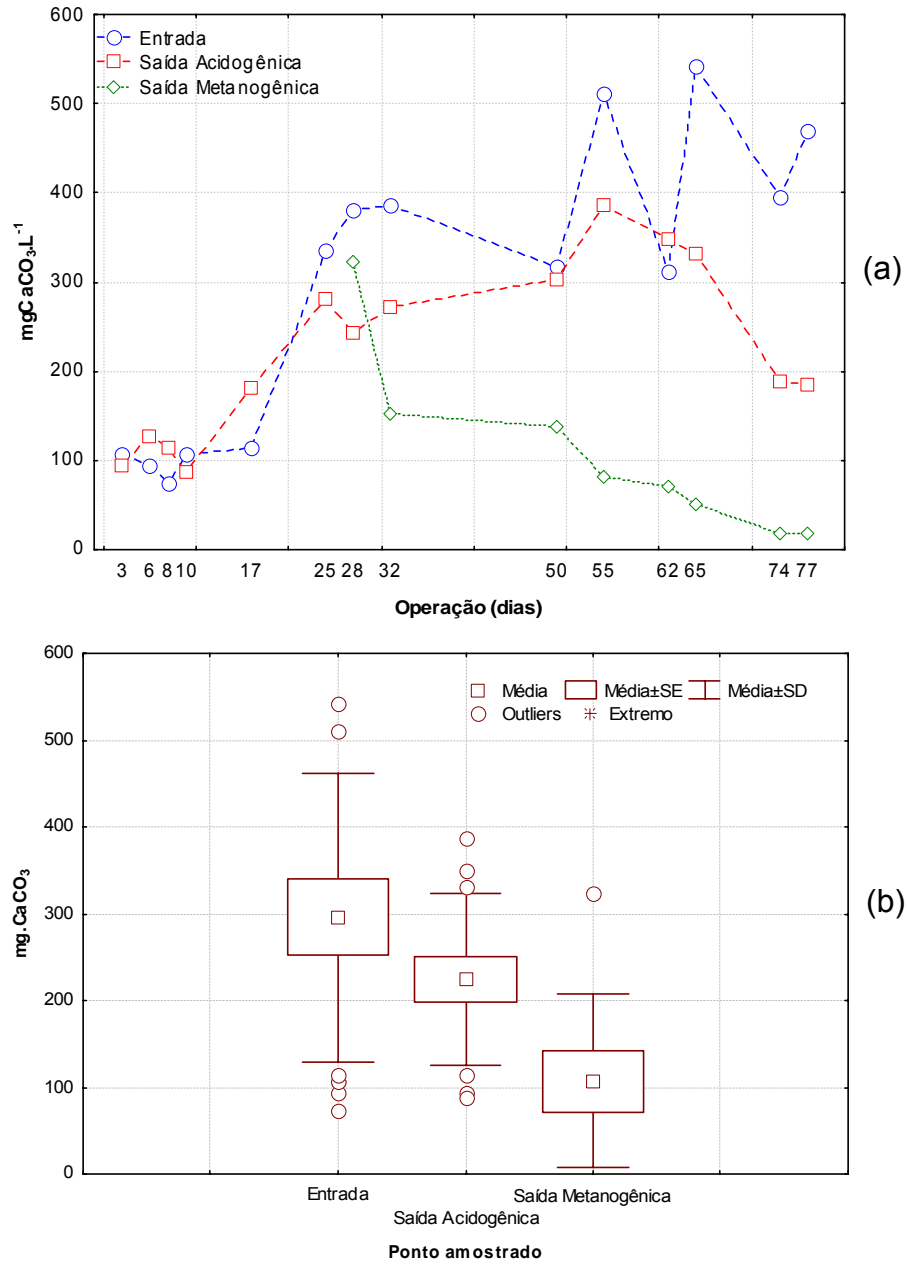 600
500
400
300
200
100
0
mgCaCO₃.L⁻¹
Entrada
Saída Acidogênica
Saída Metanogênica
(a)
3 6 8 10 17 25 28 32 50 55 62 65 74 77
Operação (dias)
600
500
400
300
200
100
0
mg.CaCO₃
Média Média±SE Média±SD
Outliers Extremo
(b)
Entrada Saída Metanogênica
Saída Acidogênica
Ponto amostrado